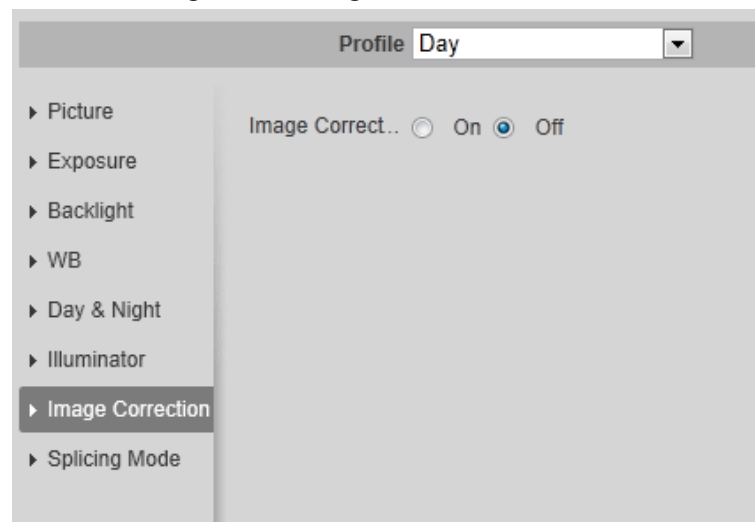 Profile Day
Picture
Image Correct.. On Off
Exposure
Backlight
WB
Day & Night
Illuminator
Image Correction
Splicing Mode